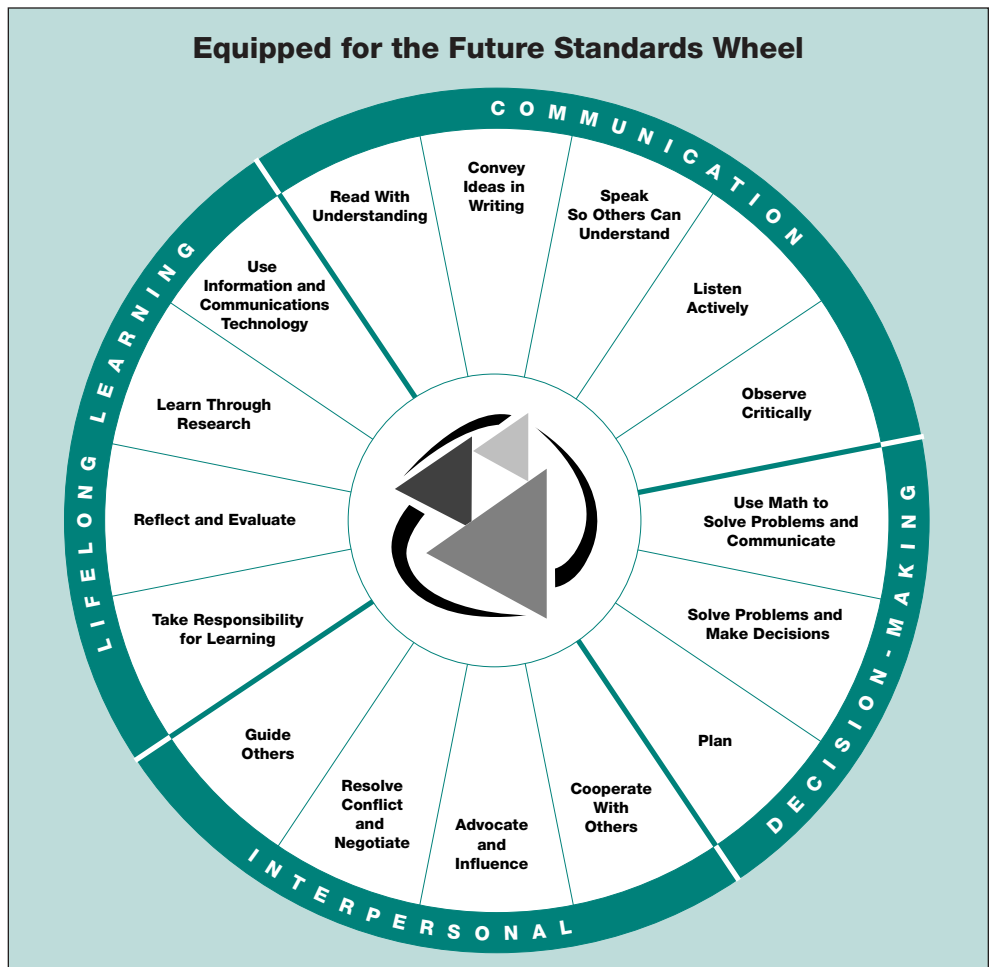 Equipped for the Future Standards Wheel
COMMUNICATION
Read With
Understanding
Convey
Ideas in
Writing
Speak
So Others Can
Understand
Listen
Actively
Observe
Critically
DECISION-MAKING
Use Math to
Solve Problems and
Communicate
Solve Problems and
Make Decisions
Plan
INTERPERSONAL
Cooperate
With
Others
Advocate
and
Influence
Resolve
Conflict
and
Negotiate
Guide
Others
LIFELONG LEARNING
Take Responsibility
for Learning
Reflect and Evaluate
Learn Through
Research
Use
Information and
Communications
Technology